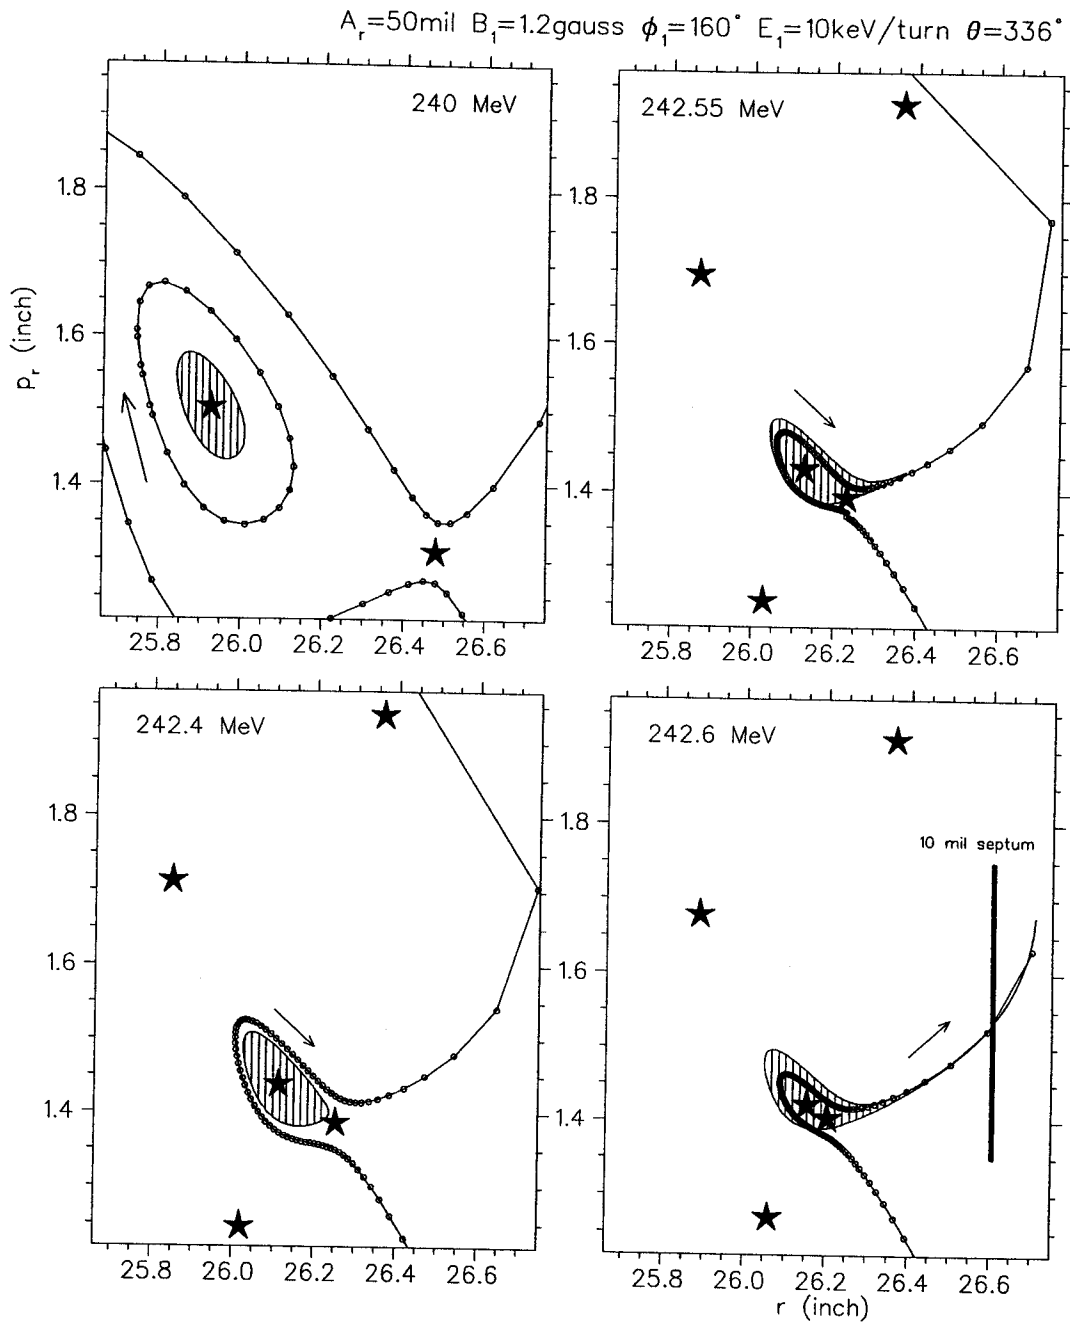 A_r=50mil B_1=1.2gauss ϕ_1=160° E_1=10keV/turn θ=336°
240 MeV
242.55 MeV
1.8
1.6
1.4
p_r (inch)
1.8
1.6
1.4
25.8 26.0 26.2 26.4 26.6
25.8 26.0 26.2 26.4 26.6
242.4 MeV
242.6 MeV
1.8
1.6
1.4
1.8
1.6
1.4
10 mil septum
25.8 26.0 26.2 26.4 26.6
25.8 26.0 26.2 26.4 26.6
r (inch)